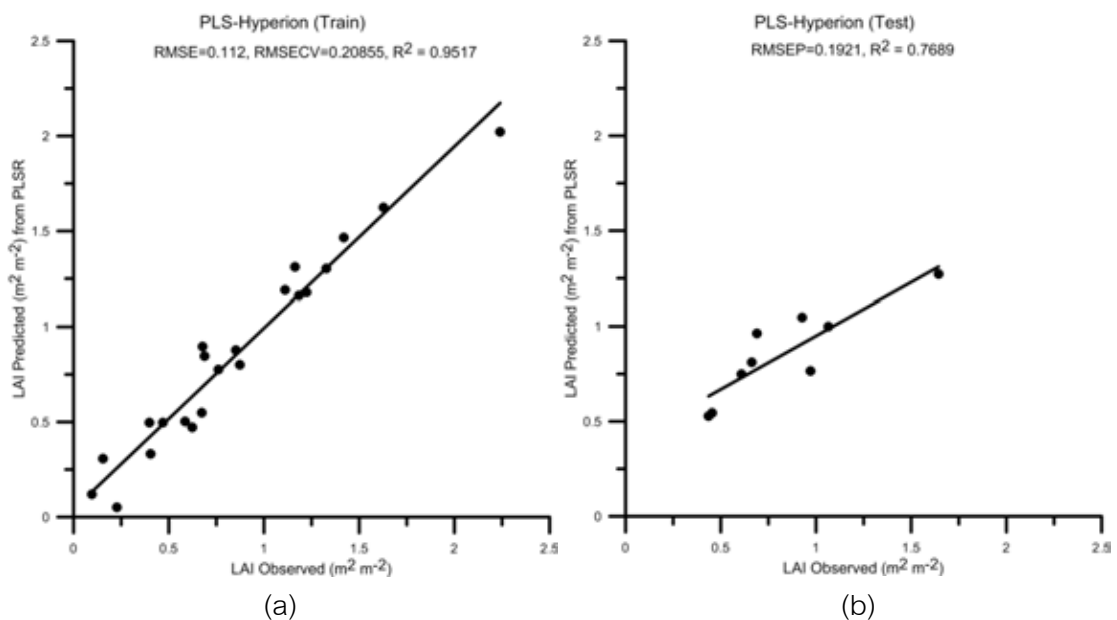 PLS-Hyperion (Train)
RMSE=0.112, RMSECV=0.20855, R² = 0.9517
2.5
2
1.5
1
0.5
0
LAI Predicted (m² m⁻²) from PLSR
0
0.5
1
1.5
2
2.5
LAI Observed (m² m⁻²)
(a)
PLS-Hyperion (Test)
RMSEP=0.1921, R² = 0.7689
2.5
2
1.5
1
0.5
0
LAI Predicted (m² m⁻²) from PLSR
0
0.5
1
1.5
2
2.5
LAI Observed (m² m⁻²)
(b)